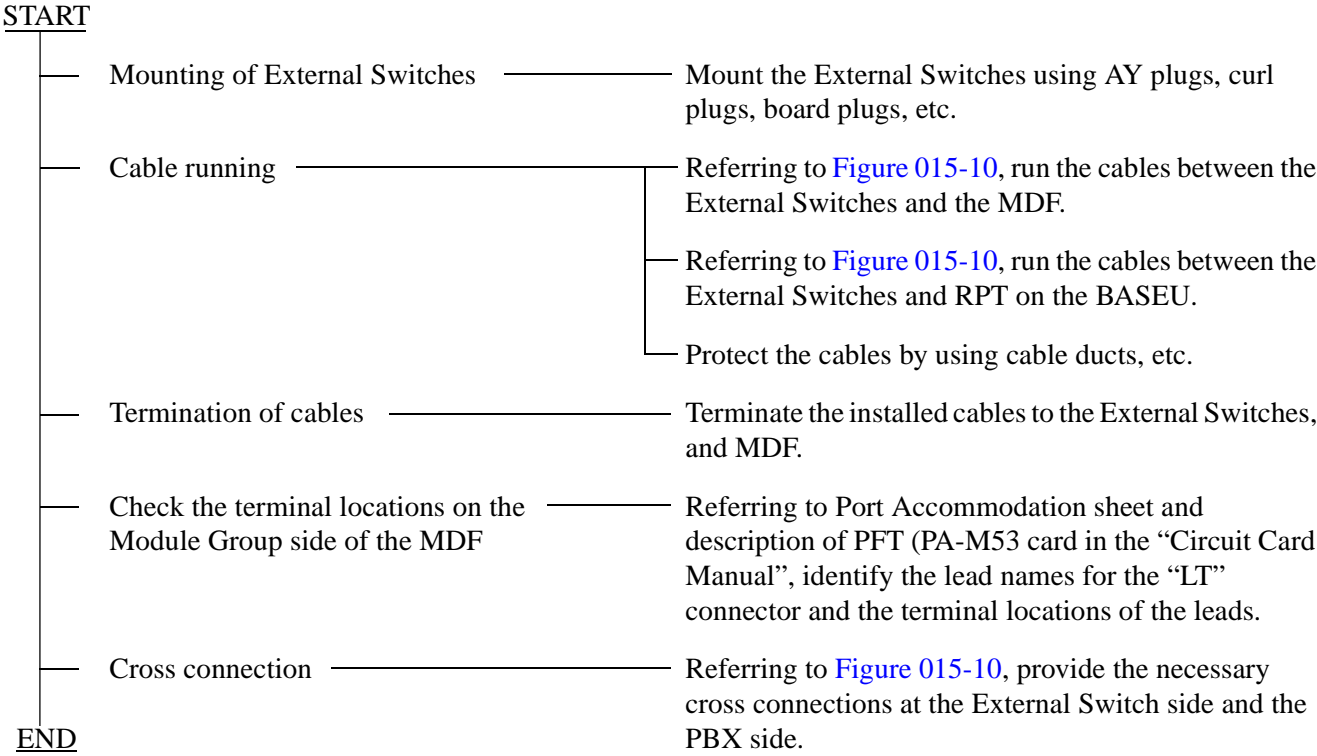 START
Mounting of External Switches
Mount the External Switches using AY plugs, curl
plugs, board plugs, etc.
Cable running
Referring to Figure 015-10, run the cables between the
External Switches and the MDF.
Referring to Figure 015-10, run the cables between the
External Switches and RPT on the BASEU.
Protect the cables by using cable ducts, etc.
Termination of cables
Terminate the installed cables to the External Switches,
and MDF.
Check the terminal locations on the
Module Group side of the MDF
Referring to Port Accommodation sheet and
description of PFT (PA-M53 card in the “Circuit Card
Manual”, identify the lead names for the “LT”
connector and the terminal locations of the leads.
Cross connection
Referring to Figure 015-10, provide the necessary
cross connections at the External Switch side and the
PBX side.
END